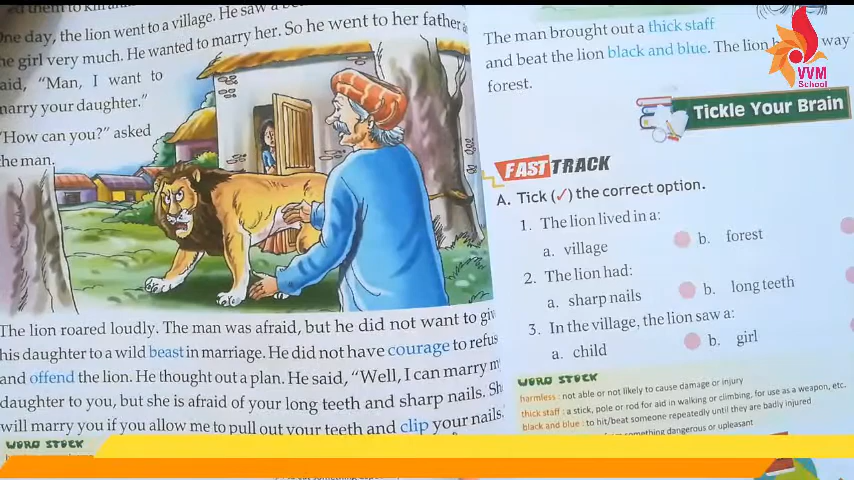 One day, the lion went to a village. He saw a
he girl very much. He wanted to marry her. So he went to her father
aid, "Man, I want to
marry your daughter."
"How can you?" asked
he man.
The lion roared loudly. The man was afraid, but he did not want to giv
his daughter to a wild beast in marriage. He did not have courage to refus
and offend the lion. He thought out a plan. He said, "Well, I can marry my
daughter to you, but she is afraid of your long teeth and sharp nails. Sh
will marry you if you allow me to pull out your teeth and clip your nails.
WORD STOCK
The man brought out a thick staff
and beat the lion black and blue. The lion way
forest.
VVM
School
Tickle Your Brain
FAST TRACK
A. Tick (✓) the correct option.
1. The lion lived in a:
a. village b. forest
2. The lion had:
a. sharp nails b. long teeth
3. In the village, the lion saw a:
a. child b. girl
WORD STOCK
harmless : not able or not likely to cause damage or injury
thick staff : a stick, pole or rod for aid in walking or climbing, for use as a weapon, etc.
black and blue : to hit/beat someone repeatedly until they are badly injured
something dangerous or upleasant